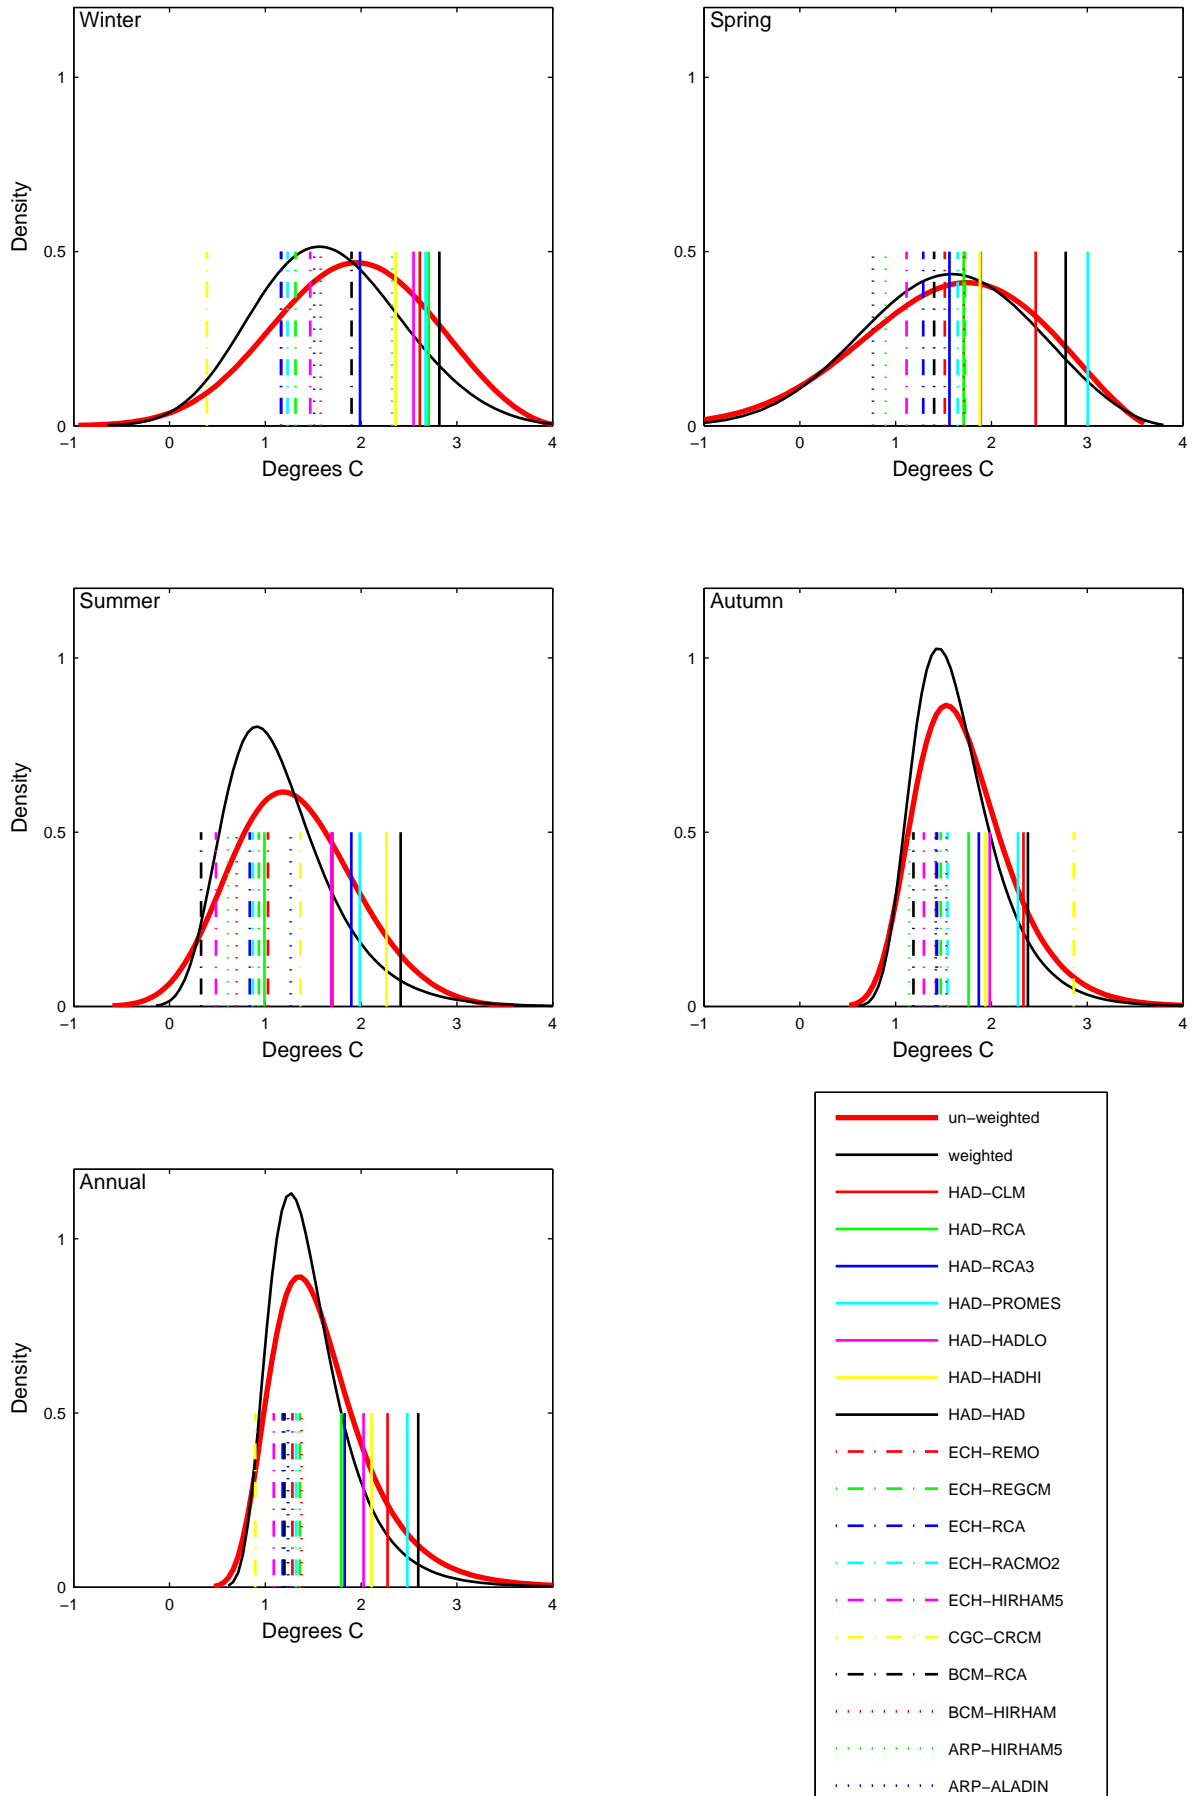 Winter
1
0.5
0
Density
−1 0 1 2 3 4
Degrees C
Spring
1
0.5
0
−1 0 1 2 3 4
Degrees C
Summer
1
0.5
0
Density
−1 0 1 2 3 4
Degrees C
Autumn
1
0.5
0
−1 0 1 2 3 4
Degrees C
Annual
1
0.5
0
Density
−1 0 1 2 3 4
Degrees C
un−weighted
weighted
HAD−CLM
HAD−RCA
HAD−RCA3
HAD−PROMES
HAD−HADLO
HAD−HADHI
HAD−HAD
ECH−REMO
ECH−REGCM
ECH−RCA
ECH−RACMO2
ECH−HIRHAM5
CGC−CRCM
BCM−RCA
BCM−HIRHAM
ARP−HIRHAM5
ARP−ALADIN